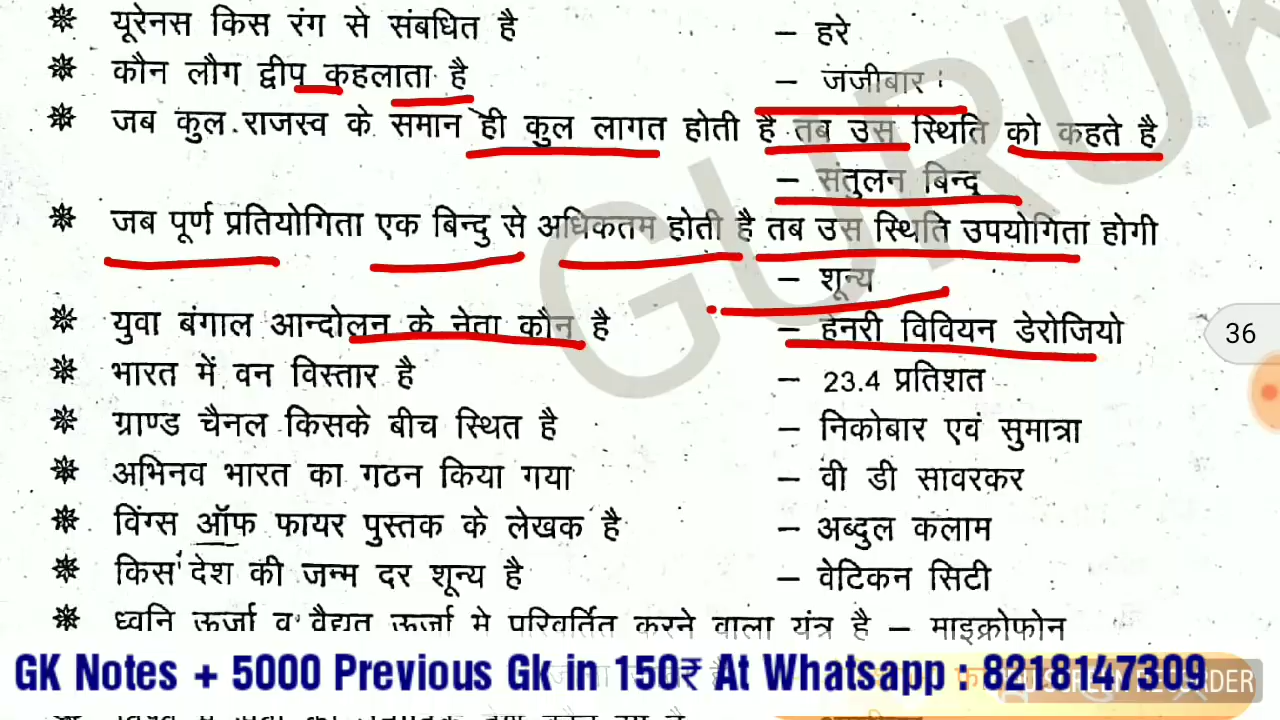 यूरेनस किस रंग से संबधित है – हरे
कौन लौग द्वीप कहलाता है – जंजीबार
जब कुल राजस्व के समान ही कुल लागत होती है तब उस स्थिति को कहते है
– संतुलन बिन्दु
जब पूर्ण प्रतियोगिता एक बिन्दु से अधिकतम होती है तब उस स्थिति उपयोगिता होगी
– शून्य
युवा बंगाल आन्दोलन के नेता कौन है – हेनरी विवियन डेरोजियो
36
भारत में वन विस्तार है – 23.4 प्रतिशत
ग्राण्ड चैनल किसके बीच स्थित है – निकोबार एवं सुमात्रा
अभिनव भारत का गठन किया गया – वी डी सावरकर
विंग्स ऑफ फायर पुस्तक के लेखक है – अब्दुल कलाम
किस देश की जन्म दर शून्य है – वेटिकन सिटी
ध्वनि ऊर्जा व वैद्यत ऊर्जा मे परिवर्तित करने वाला यंत्र है – माइक्रोफोन
GK Notes + 5000 Previous Gk in 150₹ At Whatsapp : 8218147309